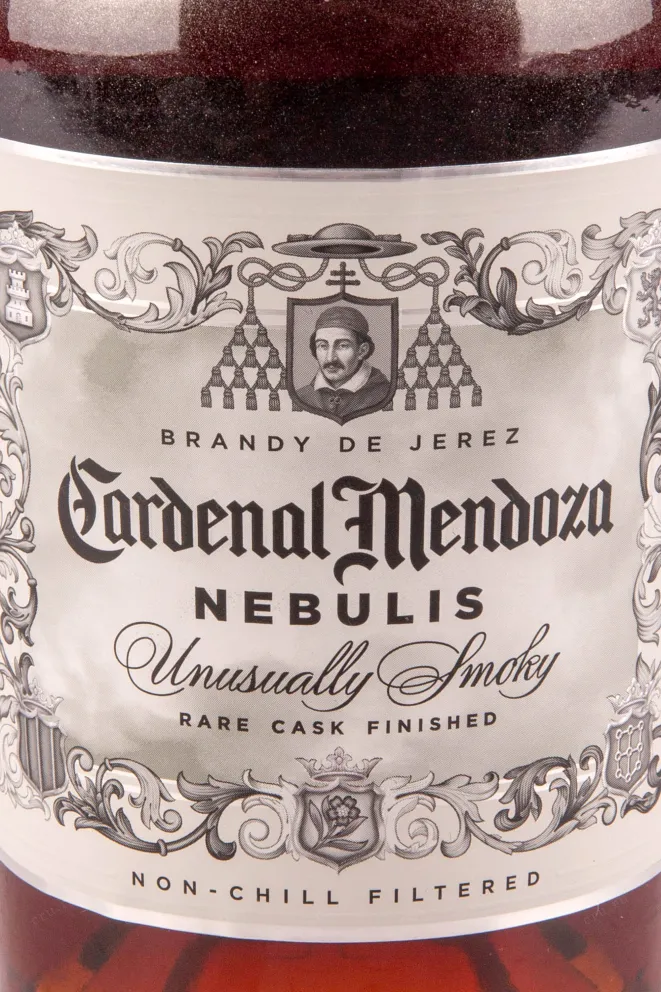 BRANDY DE JEREZ
Cardenal Mendoza
NEBULIS
Unusually Smoky
RARE CASK FINISHED
NON-CHILL FILTERED